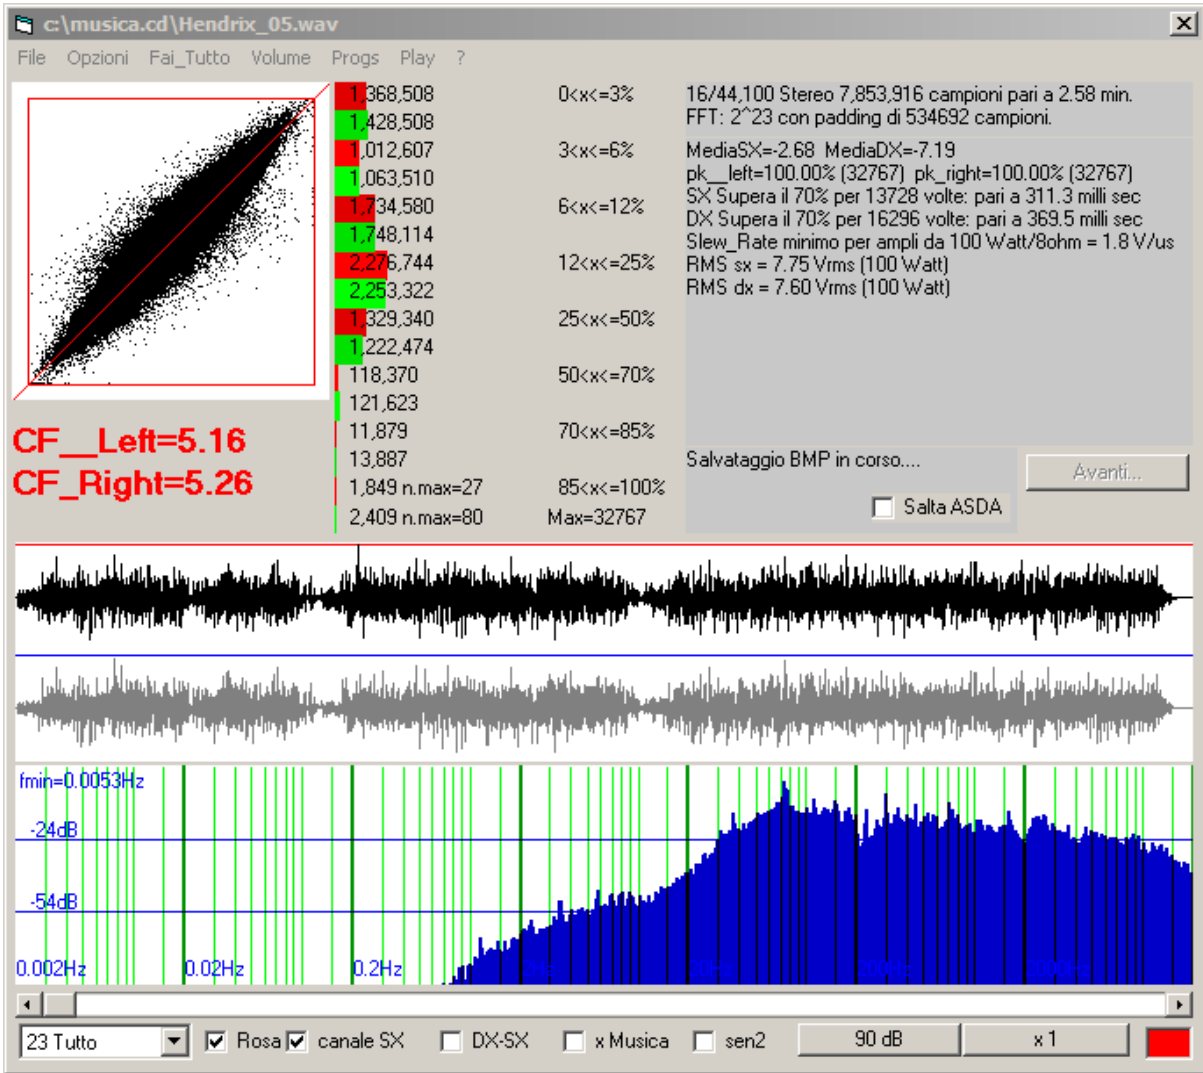 c:\musica.cd\Hendrix_05.wav
File Opzioni Fai_Tutto Volume Progs Play ?
1,368,508 0<x<=3%
1,428,508
1,012,607 3<x<=6%
1,063,510
1,734,580 6<x<=12%
1,748,114
2,276,744 12<x<=25%
2,253,322
1,329,340 25<x<=50%
1,222,474
118,370 50<x<=70%
121,623
11,879 70<x<=85%
13,887
1,849 n.max=27 85<x<=100%
2,409 n.max=80 Max=32767
16/44,100 Stereo 7,853,916 campioni pari a 2.58 min.
FFT: 2^23 con padding di 534692 campioni.
MediaSX=-2.68 MediaDX=-7.19
pk__left=100.00% (32767) pk_right=100.00% (32767)
SX Supera il 70% per 13728 volte: pari a 311.3 milli sec
DX Supera il 70% per 16296 volte: pari a 369.5 milli sec
Slew_Rate minimo per ampli da 100 Watt/8ohm = 1.8 V/us
RMS sx = 7.75 Vrms (100 Watt)
RMS dx = 7.60 Vrms (100 Watt)
CF__Left=5.16
CF_Right=5.26
Salvataggio BMP in corso....
Avanti...
Salta ASDA
fmin=0.0053Hz
-24dB
-54dB
0.002Hz 0.02Hz 0.2Hz 2Hz 20Hz 200Hz 2000Hz
23 Tutto Rosa canale SX DX-SX x Musica sen2 90 dB x 1